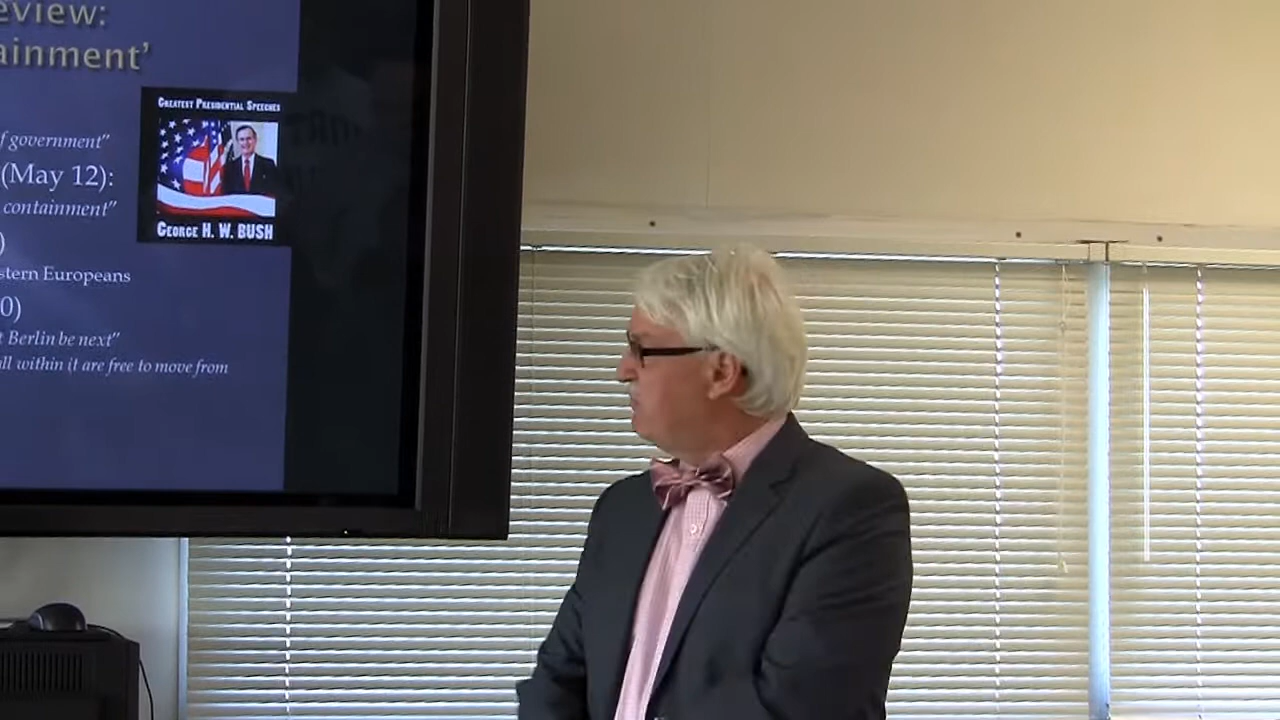 eview:
ainment’
GREATEST PRESIDENTIAL SPEECHES
GEORGE H. W. BUSH
f government”
(May 12):
containment”
)
stern Europeans
0)
t Berlin be next”
ll within it are free to move from